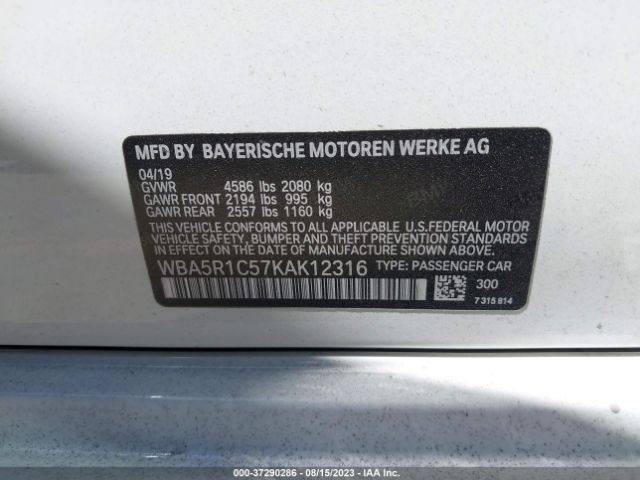 MFD BY BAYERISCHE MOTOREN WERKE AG
04/19
GVWR 4586 lbs 2080 kg
GAWR FRONT 2194 lbs 995 kg
GAWR REAR 2557 lbs 1160 kg
THIS VEHICLE CONFORMS TO ALL APPLICABLE U.S.FEDERAL MOTOR
VEHICLE SAFETY, BUMPER AND THEFT PREVENTION STANDARDS
IN EFFECT ON THE DATE OF MANUFACTURE SHOWN ABOVE.
WBA5R1C57KAK12316 TYPE: PASSENGER CAR
300
7 315 814
000-37290286 - 08/15/2023 - IAA Inc.